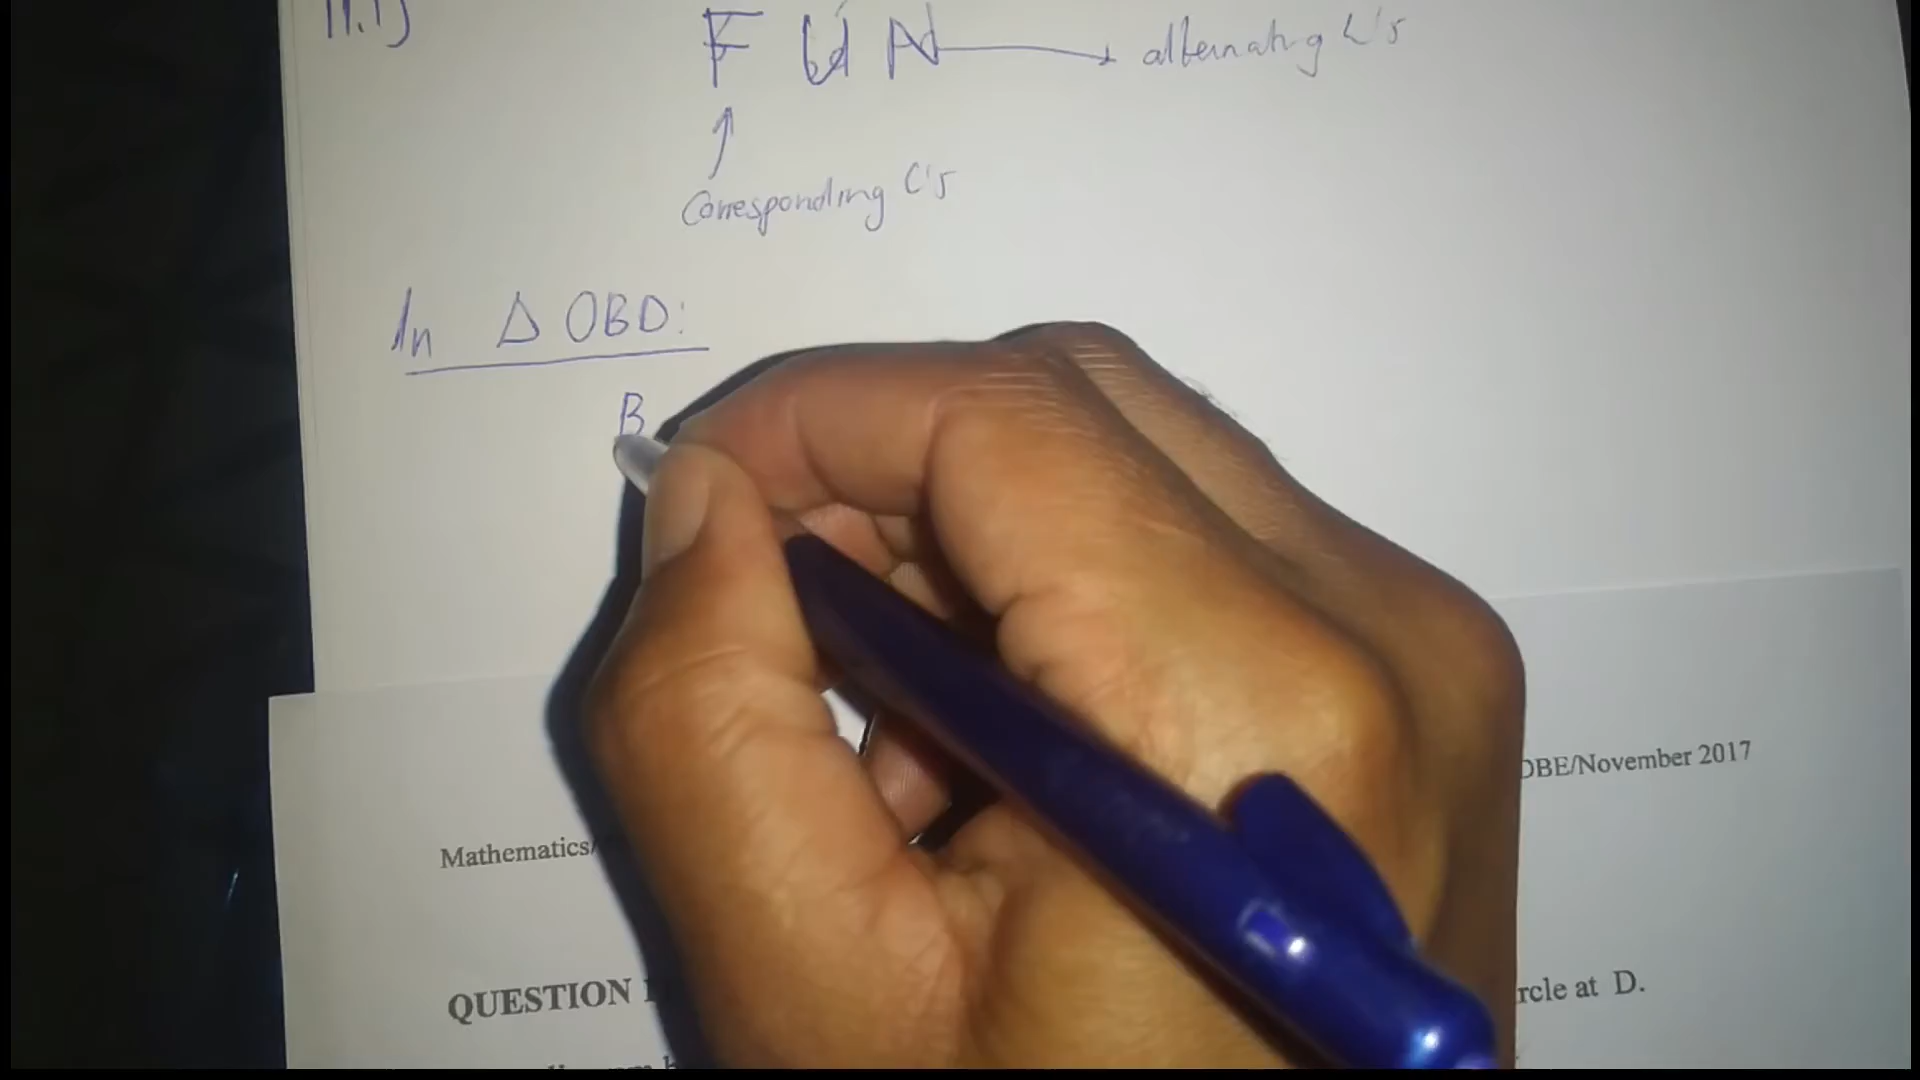 11.1)
F U N → alternating L's
↑
Corresponding L's
In Δ OBD:
B
DBE/November 2017
Mathematics/
QUESTION
rcle at D.